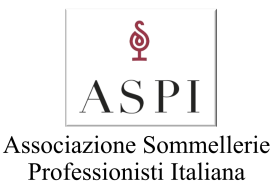 ASPI
Associazione Sommellerie
Professionisti Italiana